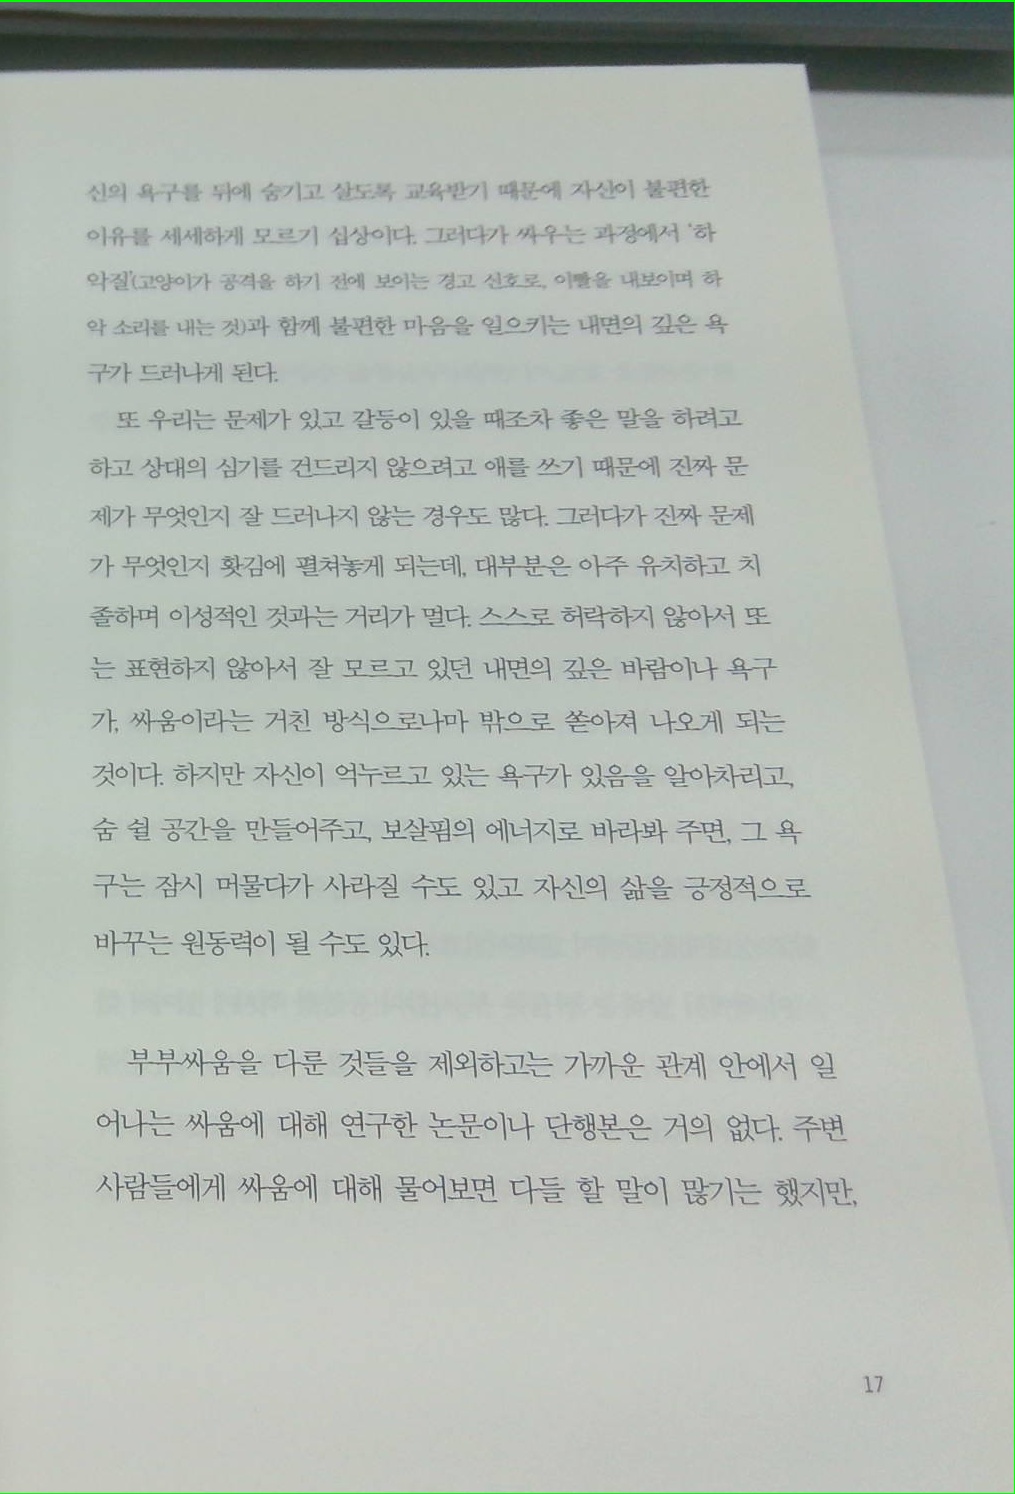 신의 욕구를 뒤에 숨기고 살도록 교육받기 때문에 자신이 불편한
이유를 세세하게 모르기 십상이다. 그러다가 싸우는 과정에서 ‘하
악질’(고양이가 공격을 하기 전에 보이는 경고 신호로, 이빨을 내보이며 하
악 소리를 내는 것)과 함께 불편한 마음을 일으키는 내면의 깊은 욕
구가 드러나게 된다.
또 우리는 문제가 있고 갈등이 있을 때조차 좋은 말을 하려고
하고 상대의 심기를 건드리지 않으려고 애를 쓰기 때문에 진짜 문
제가 무엇인지 잘 드러나지 않는 경우도 많다. 그러다가 진짜 문제
가 무엇인지 홧김에 펼쳐놓게 되는데, 대부분은 아주 유치하고 치
졸하며 이성적인 것과는 거리가 멀다. 스스로 허락하지 않아서 또
는 표현하지 않아서 잘 모르고 있던 내면의 깊은 바람이나 욕구
가, 싸움이라는 거친 방식으로나마 밖으로 쏟아져 나오게 되는
것이다. 하지만 자신이 억누르고 있는 욕구가 있음을 알아차리고,
숨 쉴 공간을 만들어주고, 보살핌의 에너지로 바라봐 주면, 그 욕
구는 잠시 머물다가 사라질 수도 있고 자신의 삶을 긍정적으로
바꾸는 원동력이 될 수도 있다.
부부싸움을 다룬 것들을 제외하고는 가까운 관계 안에서 일
어나는 싸움에 대해 연구한 논문이나 단행본은 거의 없다. 주변
사람들에게 싸움에 대해 물어보면 다들 할 말이 많기는 했지만,
17